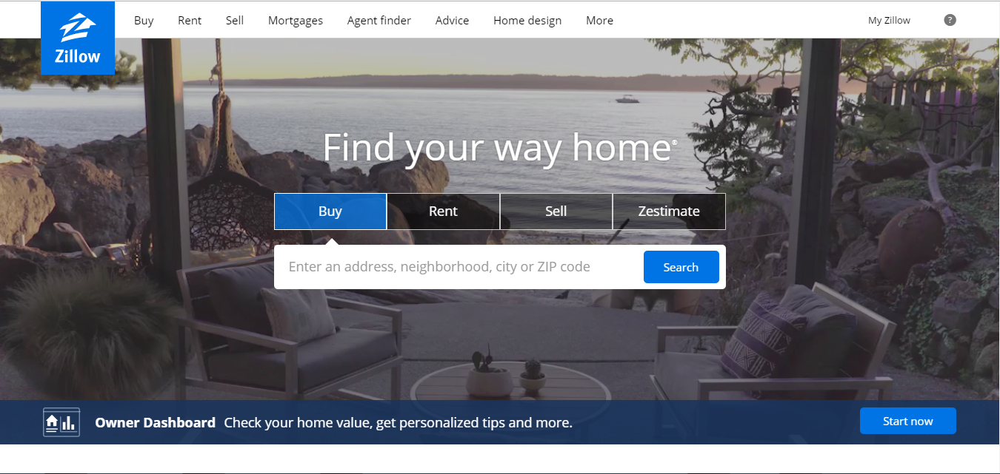 Zillow
Buy Rent Sell Mortgages Agent finder Advice Home design More My Zillow ?
Find your way home®
Buy Rent Sell Zestimate
Enter an address, neighborhood, city or ZIP code Search
Owner Dashboard Check your home value, get personalized tips and more. Start now